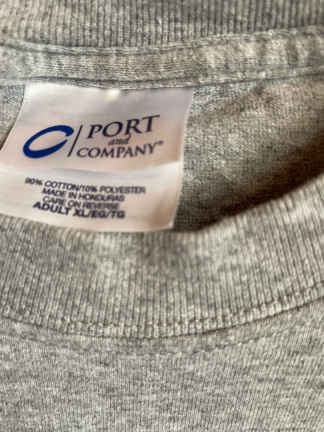 PORT
and
COMPANY®
90% COTTON/10% POLYESTER
MADE IN HONDURAS
CARE ON REVERSE
ADULT XL/EG/TG